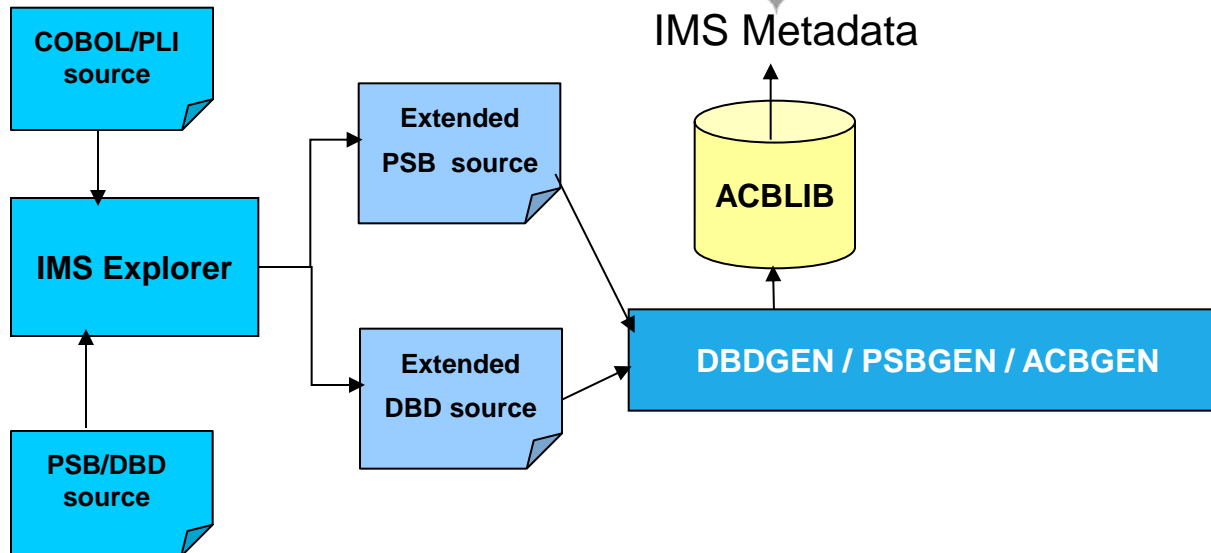 COBOL/PLI
source
IMS Metadata
Extended
PSB source
ACBLIB
IMS Explorer
Extended
DBD source
DBDGEN / PSBGEN / ACBGEN
PSB/DBD
source